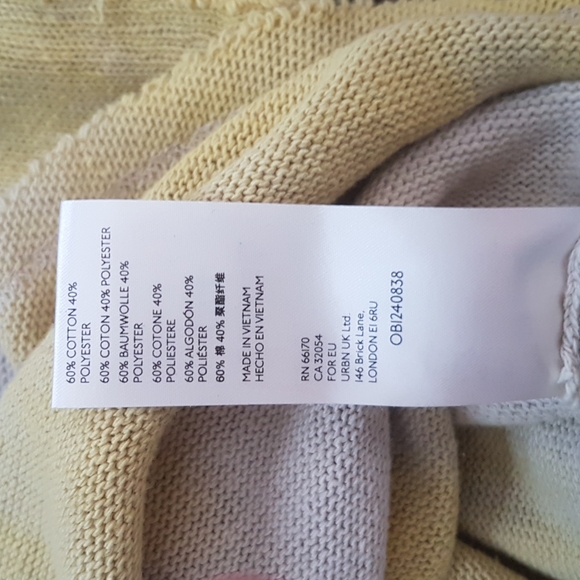 60% COTTON 40%
POLYESTER
60% COTON 40% POLYESTER
60% BAUMWOLLE 40%
POLYESTER
60% COTONE 40%
POLIESTERE
60% ALGODÓN 40%
POLIÉSTER
60% 棉 40% 聚酯纤维
MADE IN VIETNAM
HECHO EN VIETNAM
RN 66170
CA 32054
FOR EU
URBN UK Ltd.
146 Brick Lane,
LONDON E1 6RU
OB1240838